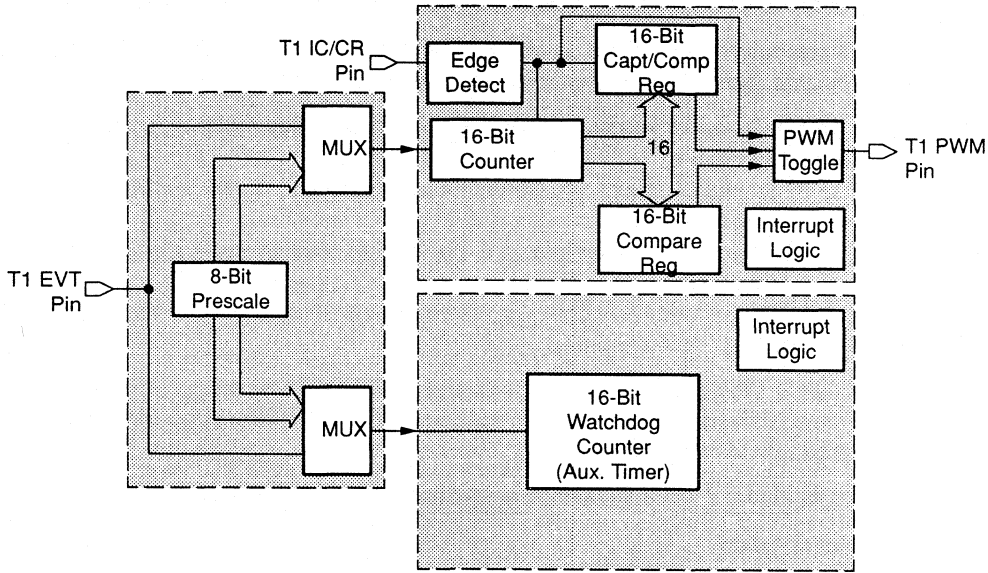 T1 IC/CR
Pin
Edge
Detect
16-Bit
Capt/Comp
Reg
MUX
16-Bit
Counter
16
PWM
Toggle
T1 PWM
Pin
16-Bit
Compare
Reg
Interrupt
Logic
T1 EVT
Pin
8-Bit
Prescale
Interrupt
Logic
MUX
16-Bit
Watchdog
Counter
(Aux. Timer)